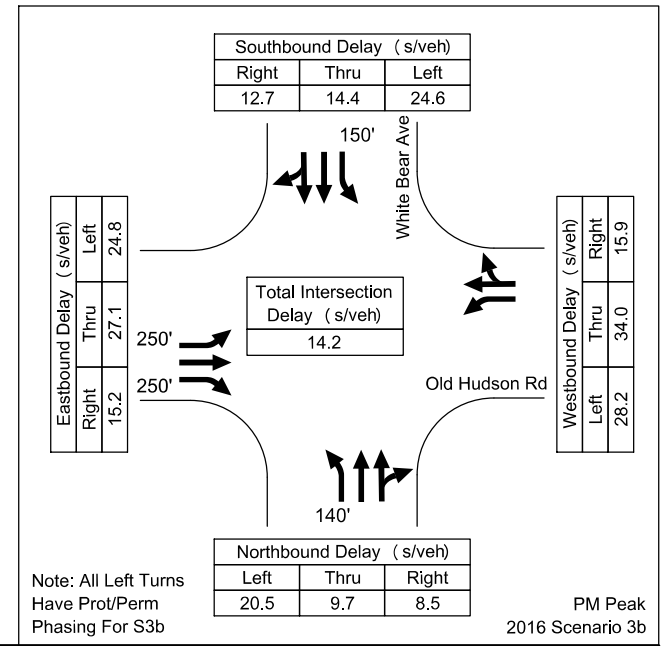 Southbound Delay ( s/veh)
Right Thru Left
12.7 14.4 24.6
150'
White Bear Ave
Eastbound Delay ( s/veh)
Right Thru Left
15.2 27.1 24.8
250'
250'
Total Intersection
Delay ( s/veh)
14.2
Westbound Delay ( s/veh)
Left Thru Right
28.2 34.0 15.9
Old Hudson Rd
140'
Northbound Delay ( s/veh)
Left Thru Right
20.5 9.7 8.5
Note: All Left Turns
Have Prot/Perm
Phasing For S3b
PM Peak
2016 Scenario 3b